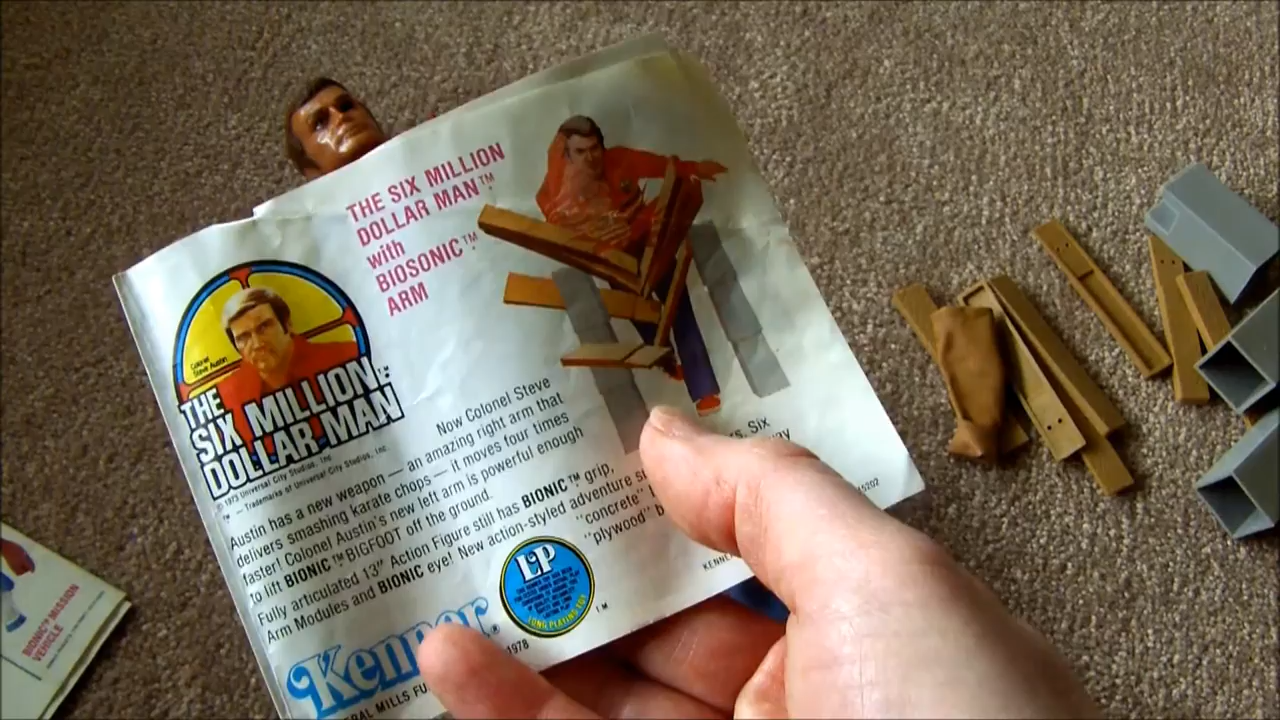 THE SIX MILLION
DOLLAR MAN™
with
BIOSONIC™
ARM
Colonel
Steve Austin
THE
SIX MILLION
DOLLAR MAN™
© 1973 Universal City Studios, Inc.
™ — Trademarks of Universal City Studios, Inc.
Now Colonel Steve
Austin has a new weapon — an amazing right arm that
delivers smashing karate chops — it moves four times
faster! Colonel Austin's new left arm is powerful enough
to lift BIONIC™ BIGFOOT off the ground.
Fully articulated 13" Action Figure still has BIONIC™ grip,
Arm Modules and BIONIC eye! New action-styled adventure
Six
"concrete"
"plywood"
Kenner®
1978
LP
LONG PLAYING TOY
TM
BIONIC™ MISSION
VEHICLE